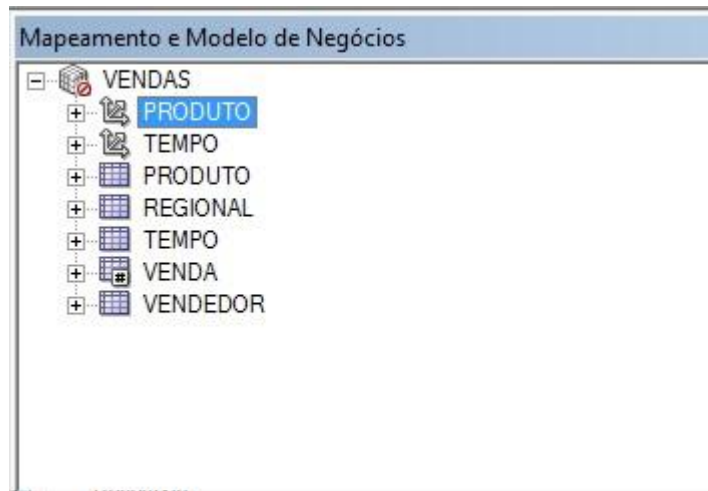 Mapeamento e Modelo de Negócios
VENDAS
PRODUTO
TEMPO
PRODUTO
REGIONAL
TEMPO
VENDA
VENDEDOR